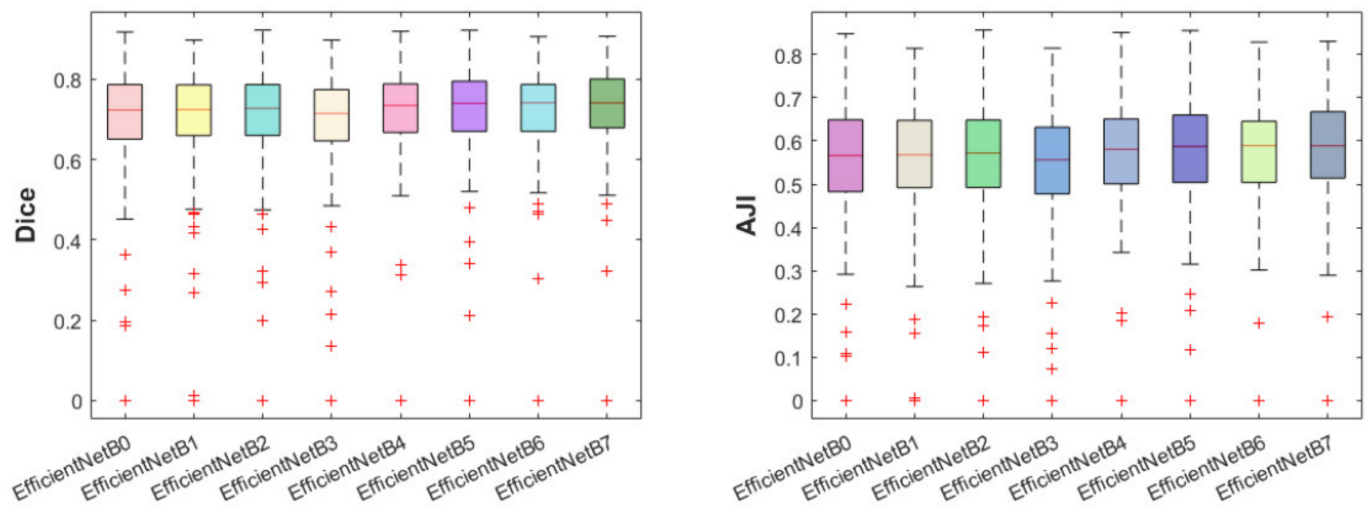 Dice
0.8
0.6
0.4
0.2
0
EfficientNetB0
EfficientNetB1
EfficientNetB2
EfficientNetB3
EfficientNetB4
EfficientNetB5
EfficientNetB6
EfficientNetB7
AJI
0.8
0.7
0.6
0.5
0.4
0.3
0.2
0.1
0
EfficientNetB0
EfficientNetB1
EfficientNetB2
EfficientNetB3
EfficientNetB4
EfficientNetB5
EfficientNetB6
EfficientNetB7